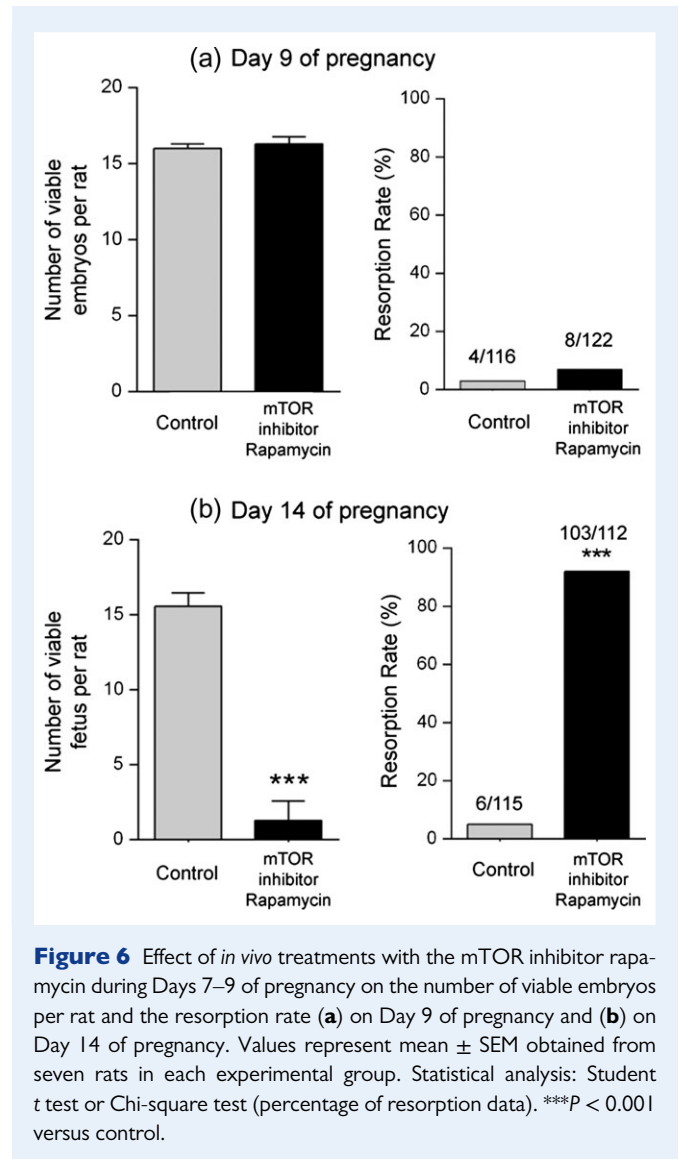 (a) Day 9 of pregnancy
Number of viable
embryos per rat
20
15
10
5
0
Control
mTOR
inhibitor
Rapamycin
Resorption Rate (%)
100
80
60
40
20
0
4/116
8/122
Control
mTOR
inhibitor
Rapamycin
(b) Day 14 of pregnancy
Number of viable
fetus per rat
20
15
10
5
0
***
Control
mTOR
inhibitor
Rapamycin
Resorption Rate (%)
100
80
60
40
20
0
6/115
103/112
***
Control
mTOR
inhibitor
Rapamycin
Figure 6 Effect of in vivo treatments with the mTOR inhibitor rapa-
mycin during Days 7–9 of pregnancy on the number of viable embryos
per rat and the resorption rate (a) on Day 9 of pregnancy and (b) on
Day 14 of pregnancy. Values represent mean ± SEM obtained from
seven rats in each experimental group. Statistical analysis: Student
t test or Chi-square test (percentage of resorption data). ***P < 0.001
versus control.